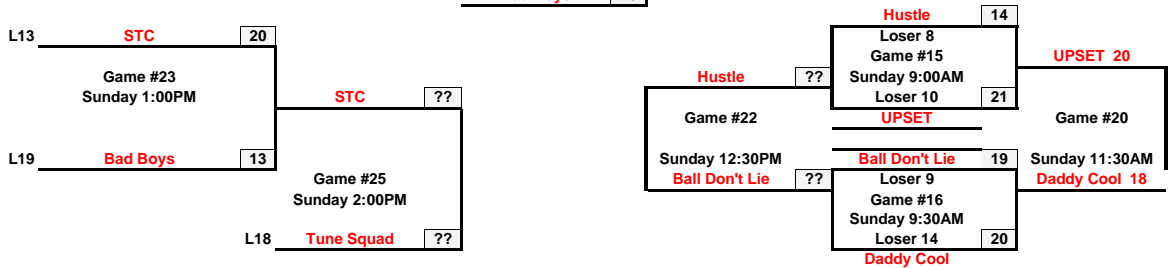 L13 STC 20
Game #23
Sunday 1:00PM
STC ??
L19 Bad Boys 13
Game #25
Sunday 2:00PM
L18 Tune Squad ??
Hustle 14
Loser 8
Game #15
UPSET 20
Hustle ??
Sunday 9:00AM
Loser 10 21
Game #22
UPSET
Game #20
Sunday 12:30PM
Ball Don't Lie 19
Sunday 11:30AM
Ball Don't Lie ??
Loser 9
Daddy Cool 18
Game #16
Sunday 9:30AM
Loser 14 20
Daddy Cool